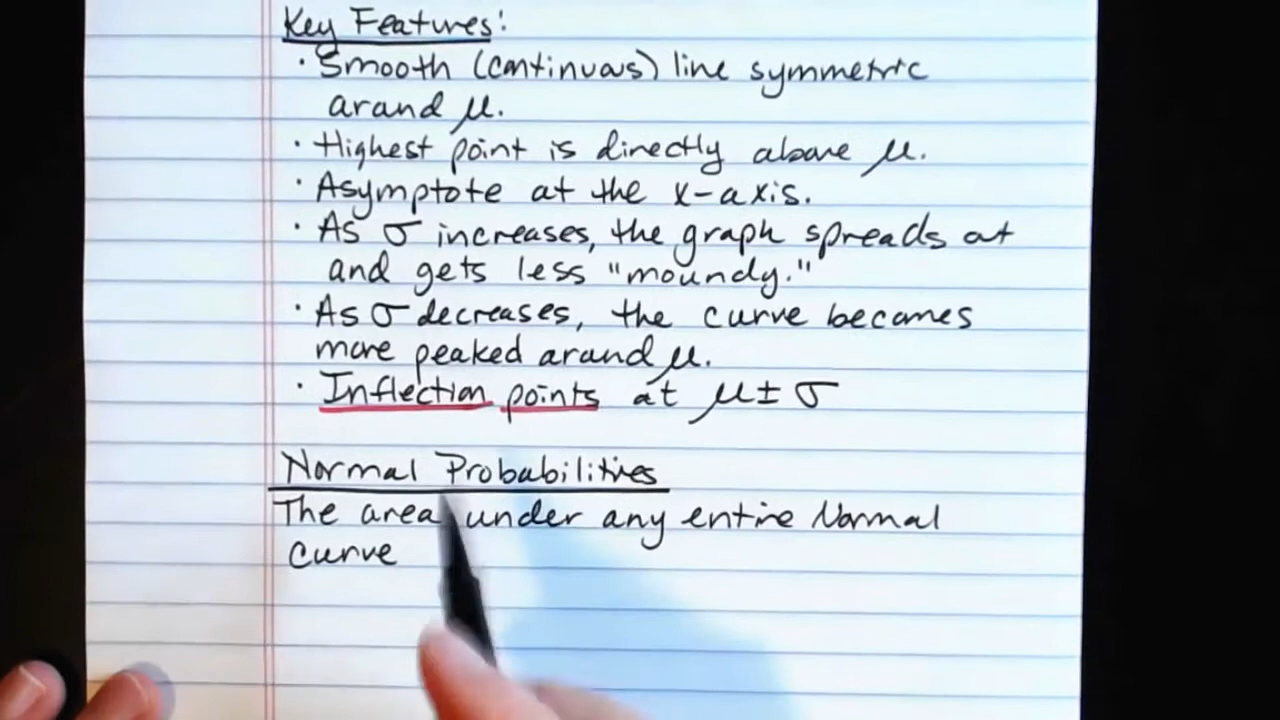 Key Features:
· Smooth (continuous) line symmetric
around μ.
· Highest point is directly above μ.
· Asymptote at the x-axis.
· As σ increases, the graph spreads out
and gets less "moundy."
· As σ decreases, the curve becomes
more peaked around μ.
· Inflection points at μ ± σ
Normal Probabilities
The area under any entire Normal
curve